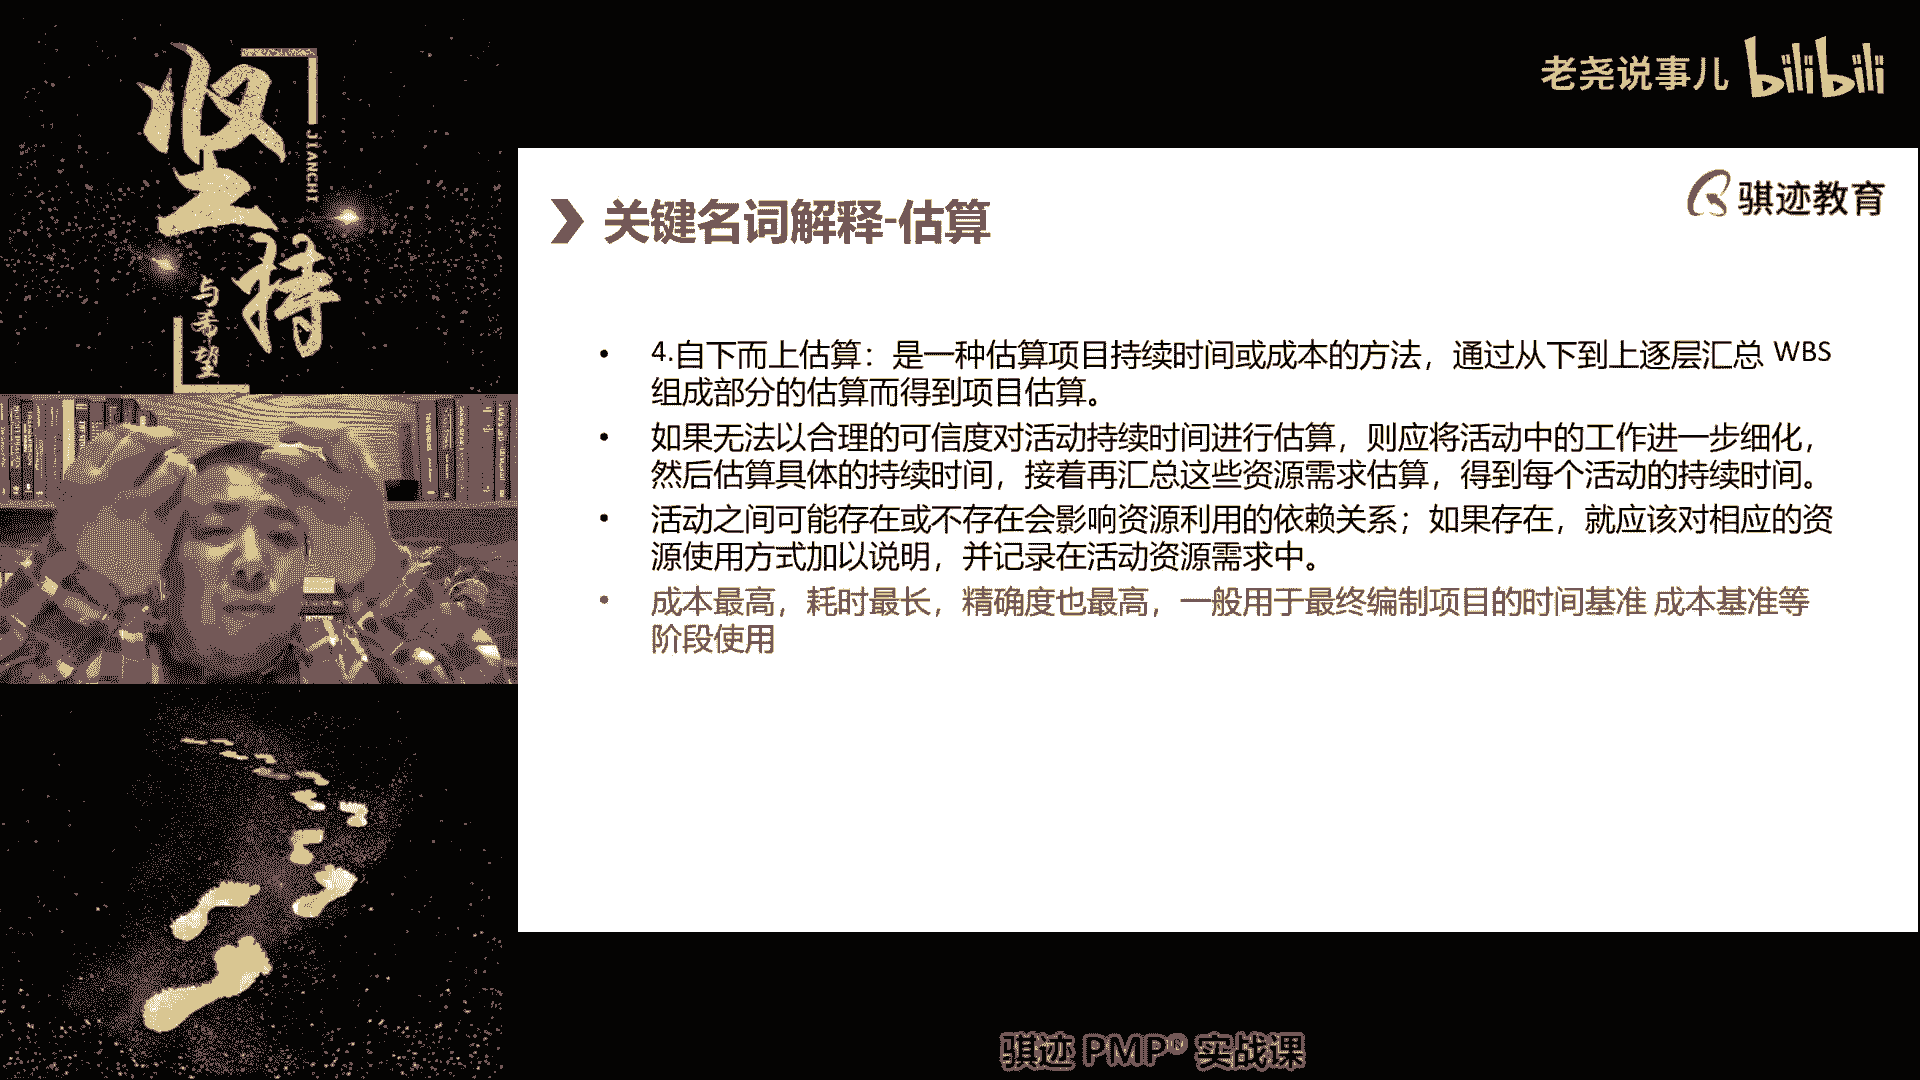 坚持
JIANCHI
与希望
老尧说事儿 bilibili
骐迹教育
关键名词解释-估算
• 4.自下而上估算：是一种估算项目持续时间或成本的方法，通过从下到上逐层汇总 WBS
组成部分的估算而得到项目估算。
• 如果无法以合理的可信度对活动持续时间进行估算，则应将活动中的工作进一步细化，
然后估算具体的持续时间，接着再汇总这些资源需求估算，得到每个活动的持续时间。
• 活动之间可能存在或不存在会影响资源利用的依赖关系；如果存在，就应该对相应的资
源使用方式加以说明，并记录在活动资源需求中。
• 成本最高，耗时最长，精确度也最高，一般用于最终编制项目的时间基准 成本基准等
阶段使用
骐迹 PMP® 实战课